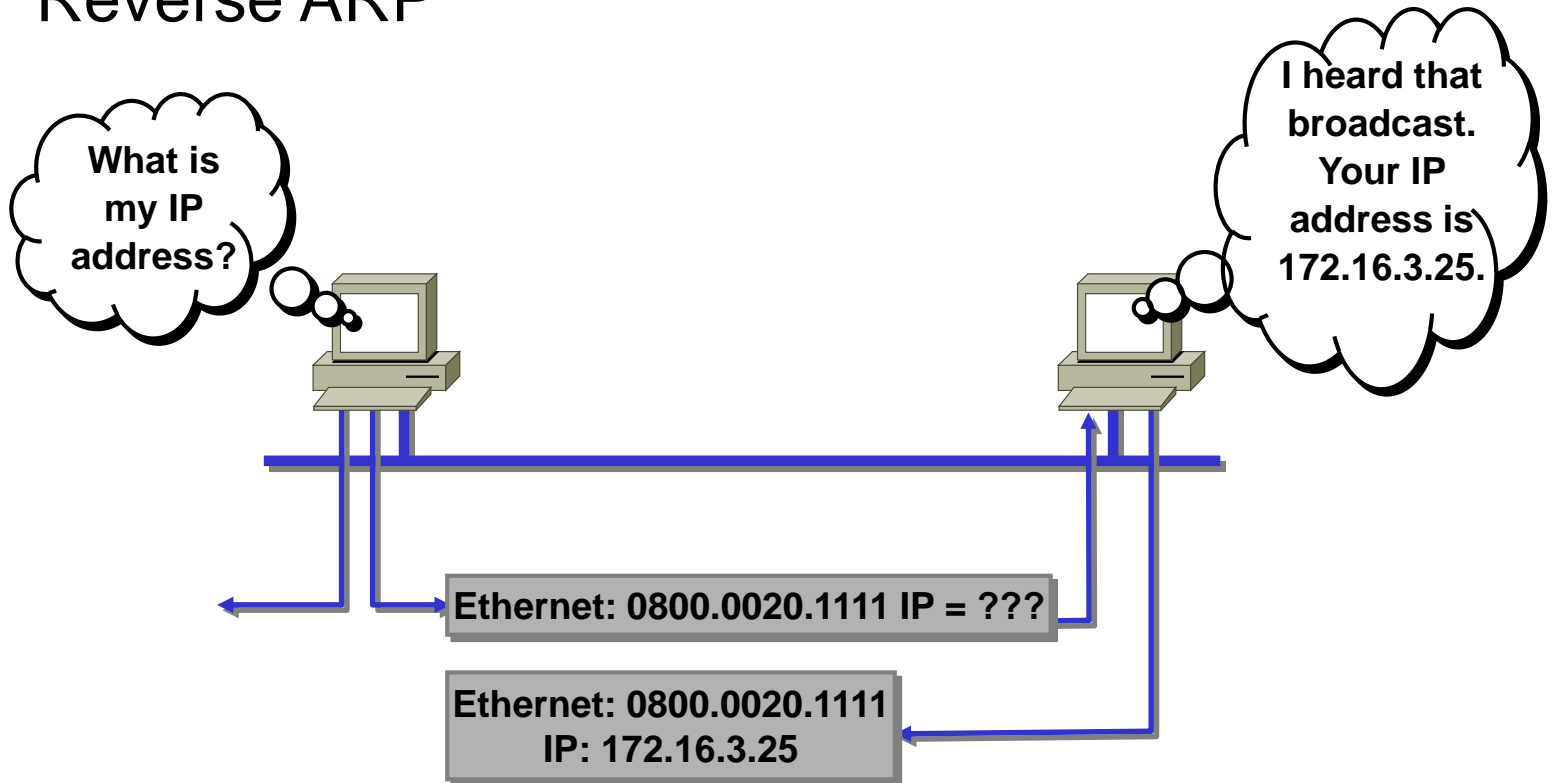 Reverse ARP
What is
my IP
address?
I heard that
broadcast.
Your IP
address is
172.16.3.25.
Ethernet: 0800.0020.1111 IP = ???
Ethernet: 0800.0020.1111
IP: 172.16.3.25